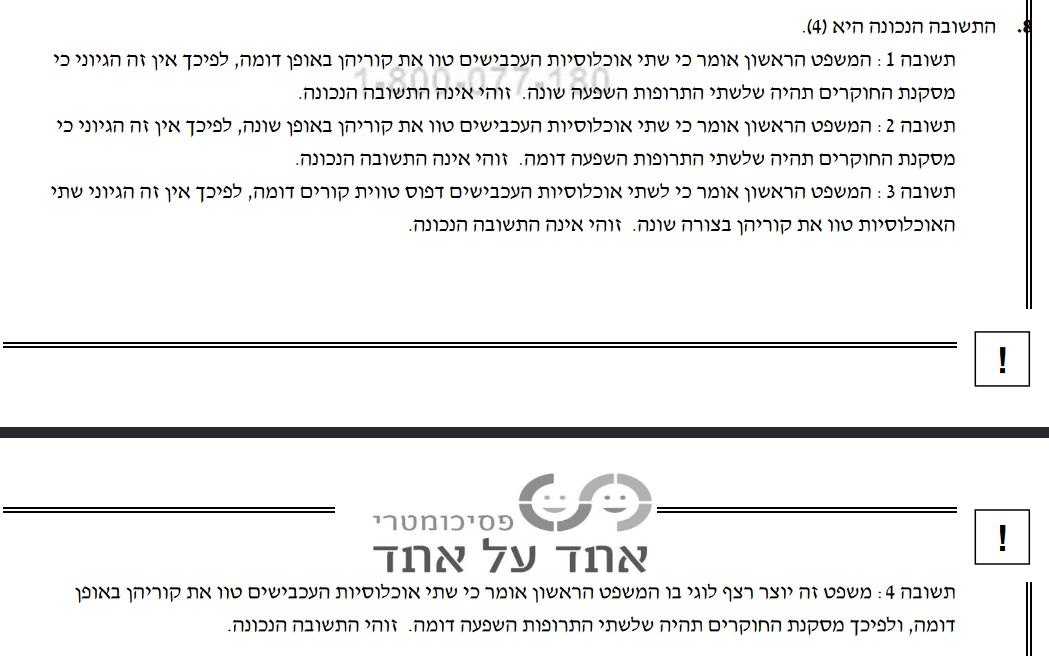 8. התשובה הנכונה היא (4).
תשובה 1: המשפט הראשון אומר כי שתי אוכלוסיות העכבישים טוו את קוריהן באופן דומה, לפיכך אין זה הגיוני כי
1-800-077-180
מסקנת החוקרים תהיה שלשתי התרופות השפעה שונה. זוהי אינה התשובה הנכונה.
תשובה 2: המשפט הראשון אומר כי שתי אוכלוסיות העכבישים טוו את קוריהן באופן שונה, לפיכך אין זה הגיוני כי
מסקנת החוקרים תהיה שלשתי התרופות השפעה דומה. זוהי אינה התשובה הנכונה.
תשובה 3: המשפט הראשון אומר כי לשתי אוכלוסיות העכבישים דפוס טווית קורים דומה, לפיכך אין זה הגיוני שתי
האוכלוסיות טוו את קוריהן בצורה שונה. זוהי אינה התשובה הנכונה.
!
פסיכומטרי
!
אחד על אחד
תשובה 4: משפט זה יוצר רצף לוגי בו המשפט הראשון אומר כי שתי אוכלוסיות העכבישים טוו את קוריהן באופן
דומה, ולפיכך מסקנת החוקרים תהיה שלשתי התרופות השפעה דומה. זוהי התשובה הנכונה.